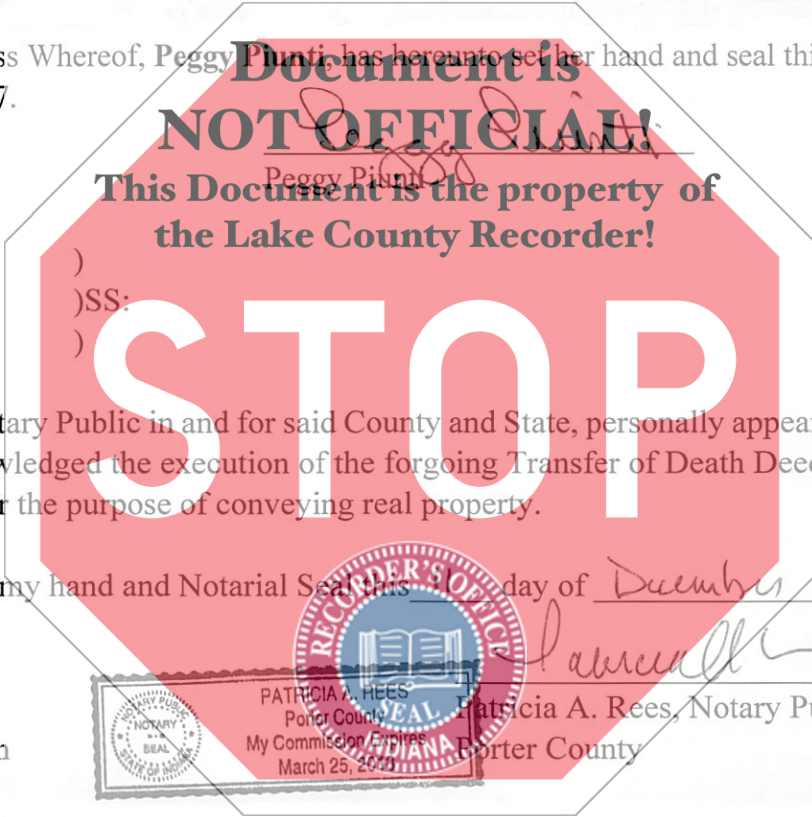 ss Whereof, Peggy Piunti, has hereunto set her hand and seal thi
7.
Document is
NOT OFFICIAL!
Peggy Piunti
Peggy Piunti
This Document is the property of
the Lake County Recorder!
)
)SS:
)
STOP
tary Public in and for said County and State, personally appea
wledged the execution of the forgoing Transfer of Death Deed
r the purpose of conveying real property.
my hand and Notarial Seal this day of December
RECORDER'S OFFICE
SEAL
INDIANA
NOTARY PUBLIC
NOTARY
SEAL
STATE OF INDIANA
PATRICIA A. REES
Porter County
My Commission Expires
March 25,
Patricia A. Rees, Notary Pu
Porter County
n